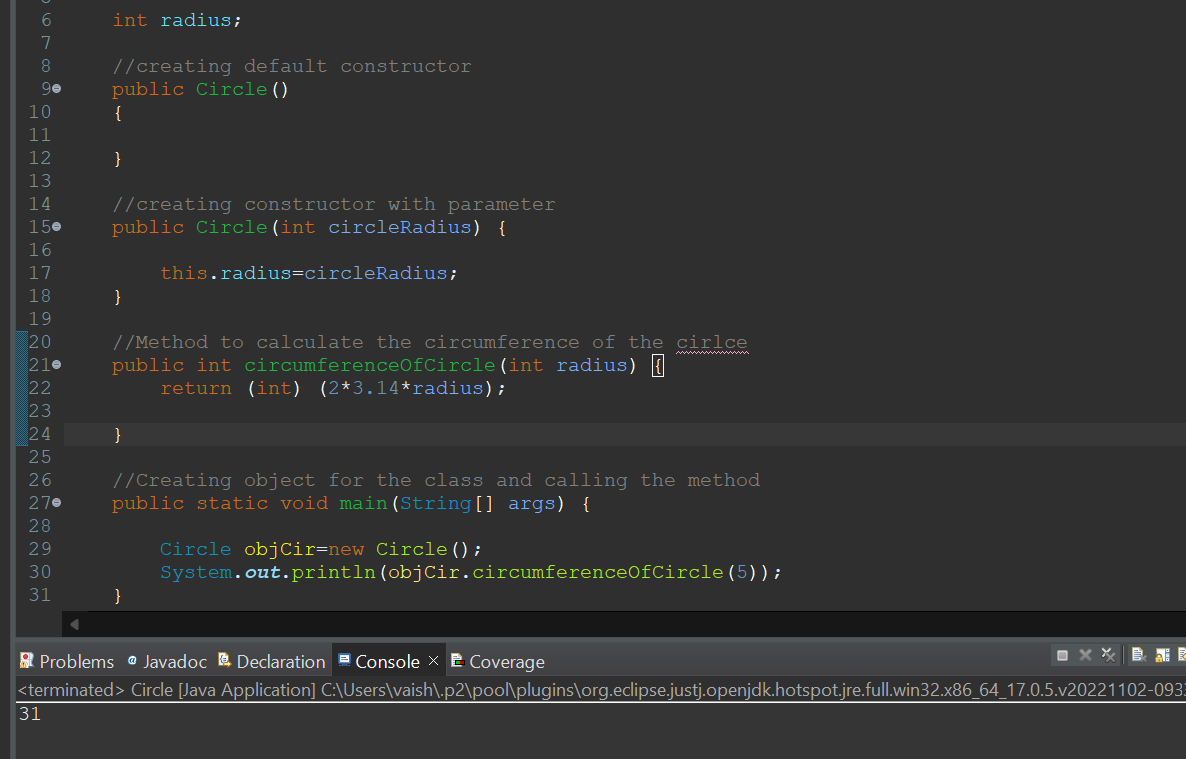 6 int radius;
7
8 //creating default constructor
9 public Circle()
10 {
11
12 }
13
14 //creating constructor with parameter
15 public Circle(int circleRadius) {
16
17 this.radius=circleRadius;
18 }
19
20 //Method to calculate the circumference of the cirlce
21 public int circumferenceOfCircle(int radius) {
22 return (int) (2*3.14*radius);
23
24 }
25
26 //Creating object for the class and calling the method
27 public static void main(String[] args) {
28
29 Circle objCir=new Circle();
30 System.out.println(objCir.circumferenceOfCircle(5));
31 }
Problems @ Javadoc Declaration Console Coverage
<terminated> Circle [Java Application] C:\Users\vaish\.p2\pool\plugins\org.eclipse.justj.openjdk.hotspot.jre.full.win32.x86_64_17.0.5.v20221102-093
31